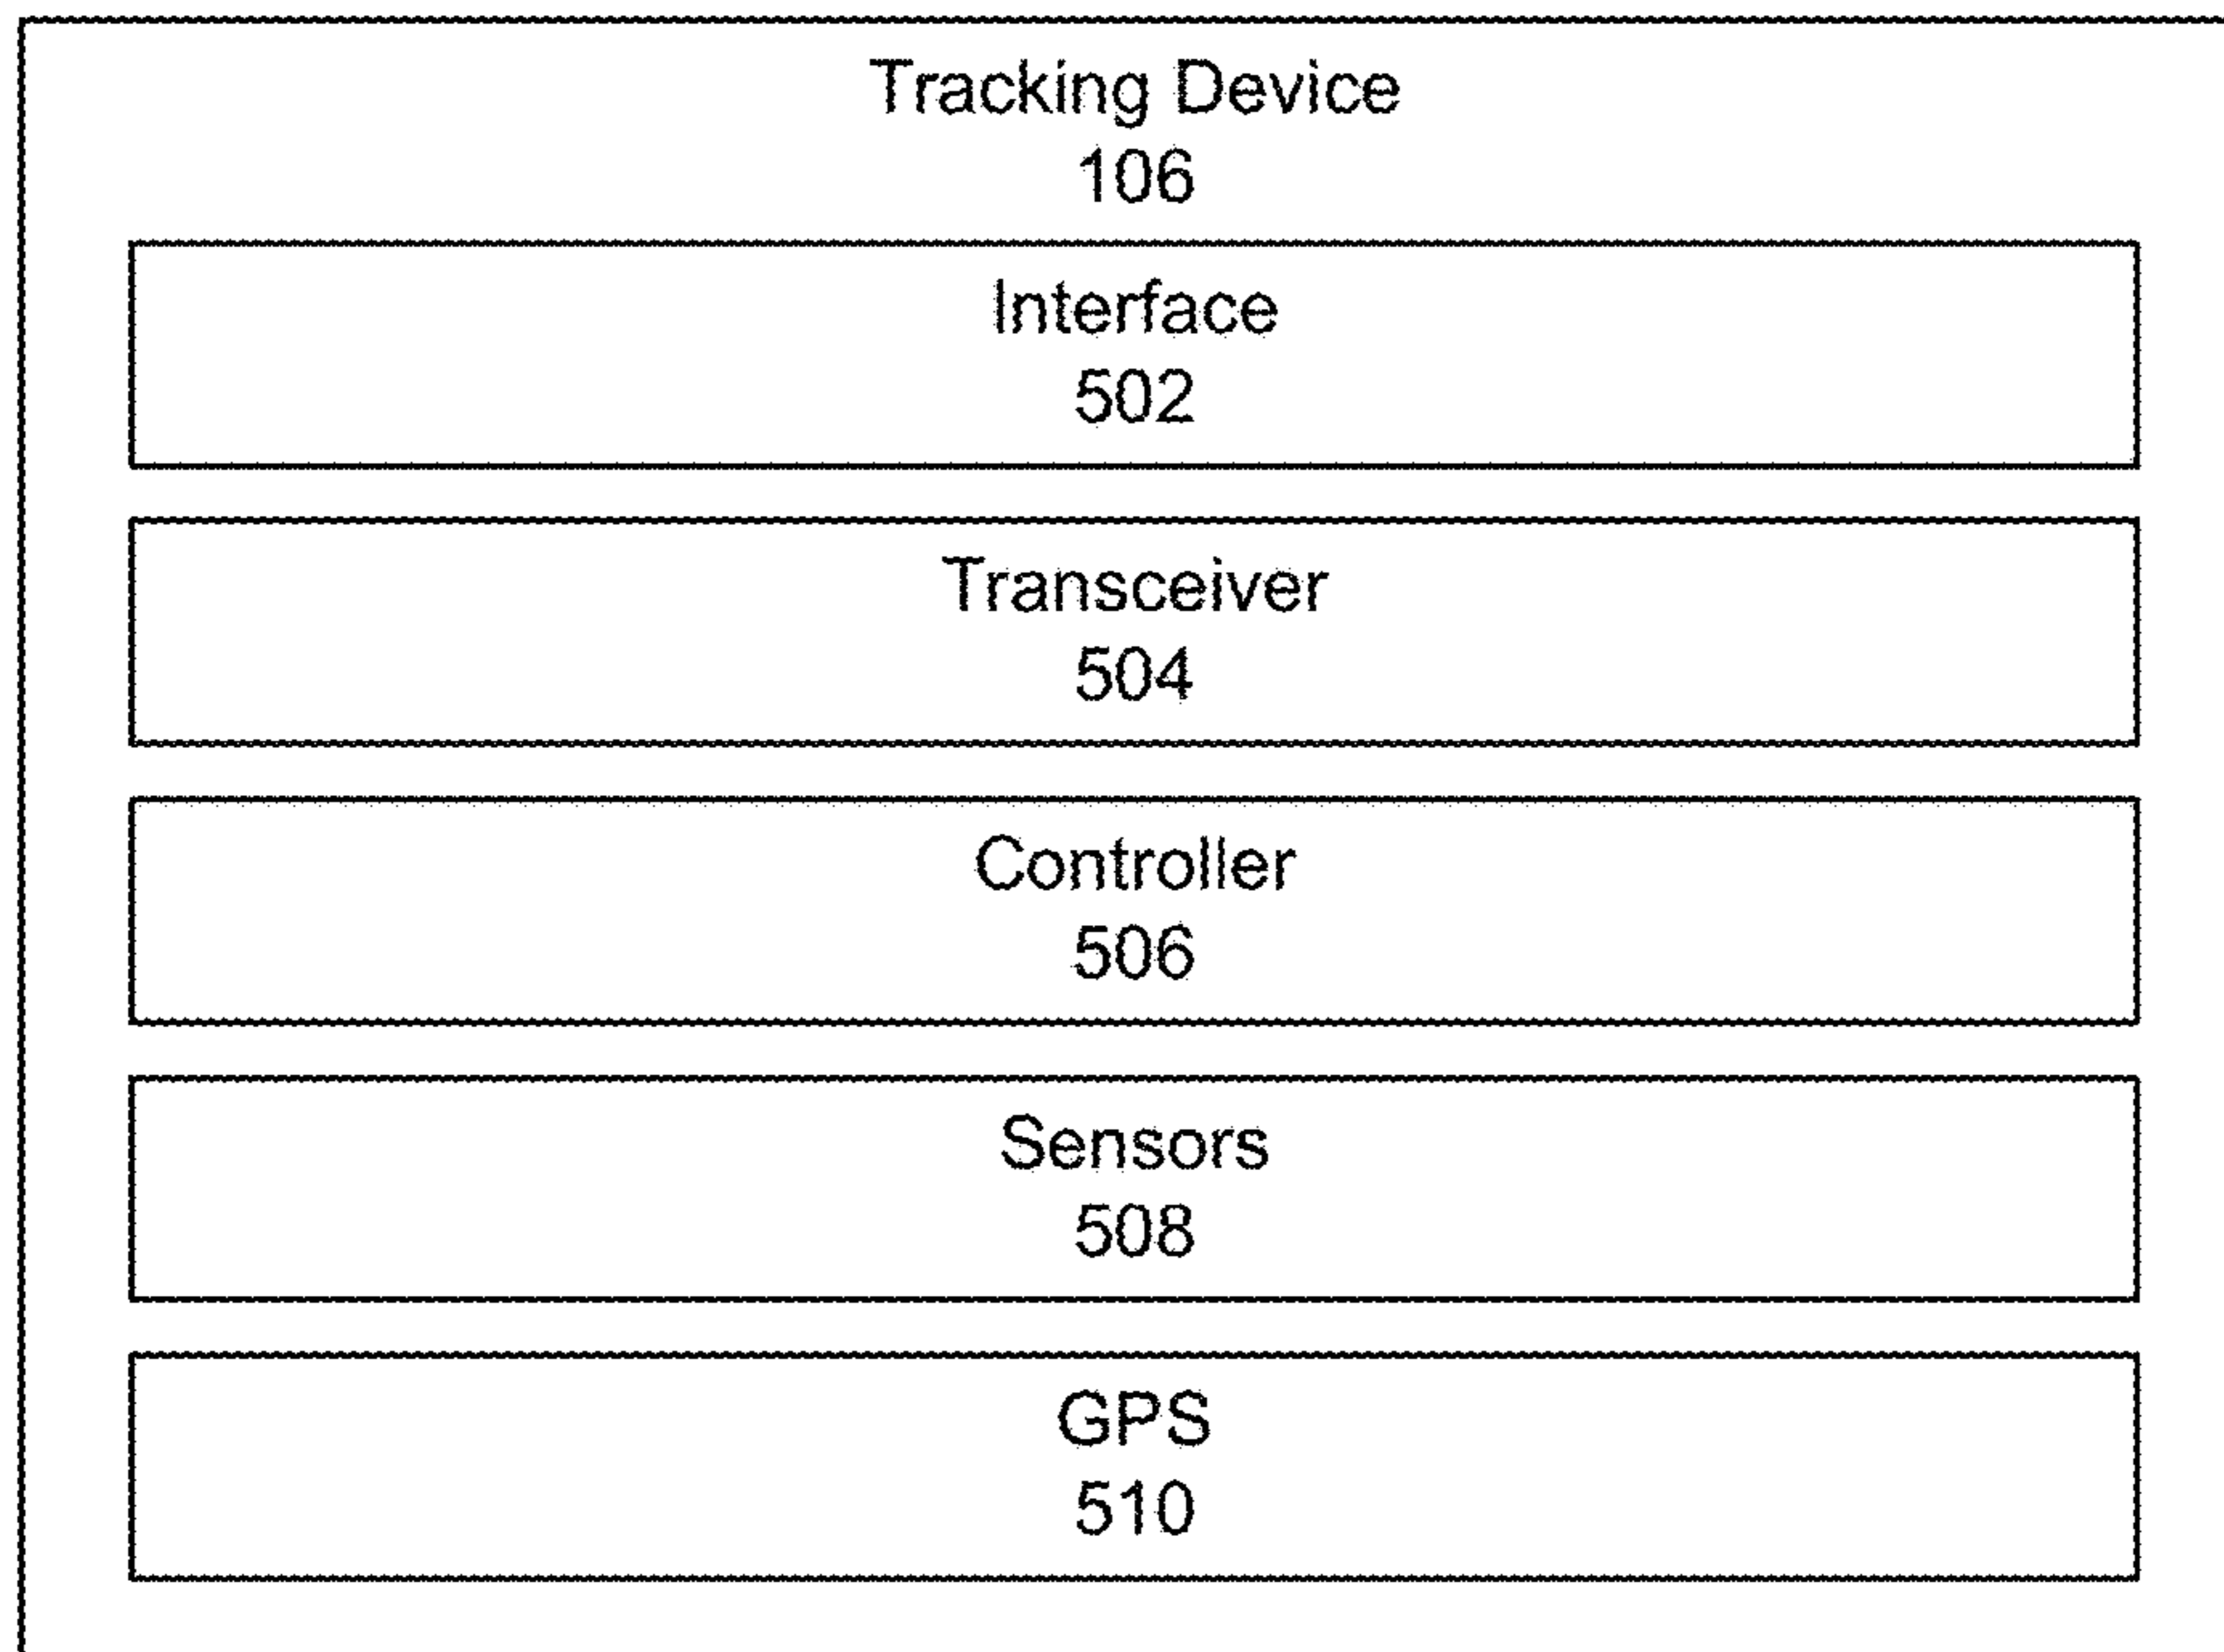 Tracking Device
106
Interface
502
Transceiver
504
Controller
506
Sensors
508
GPS
510